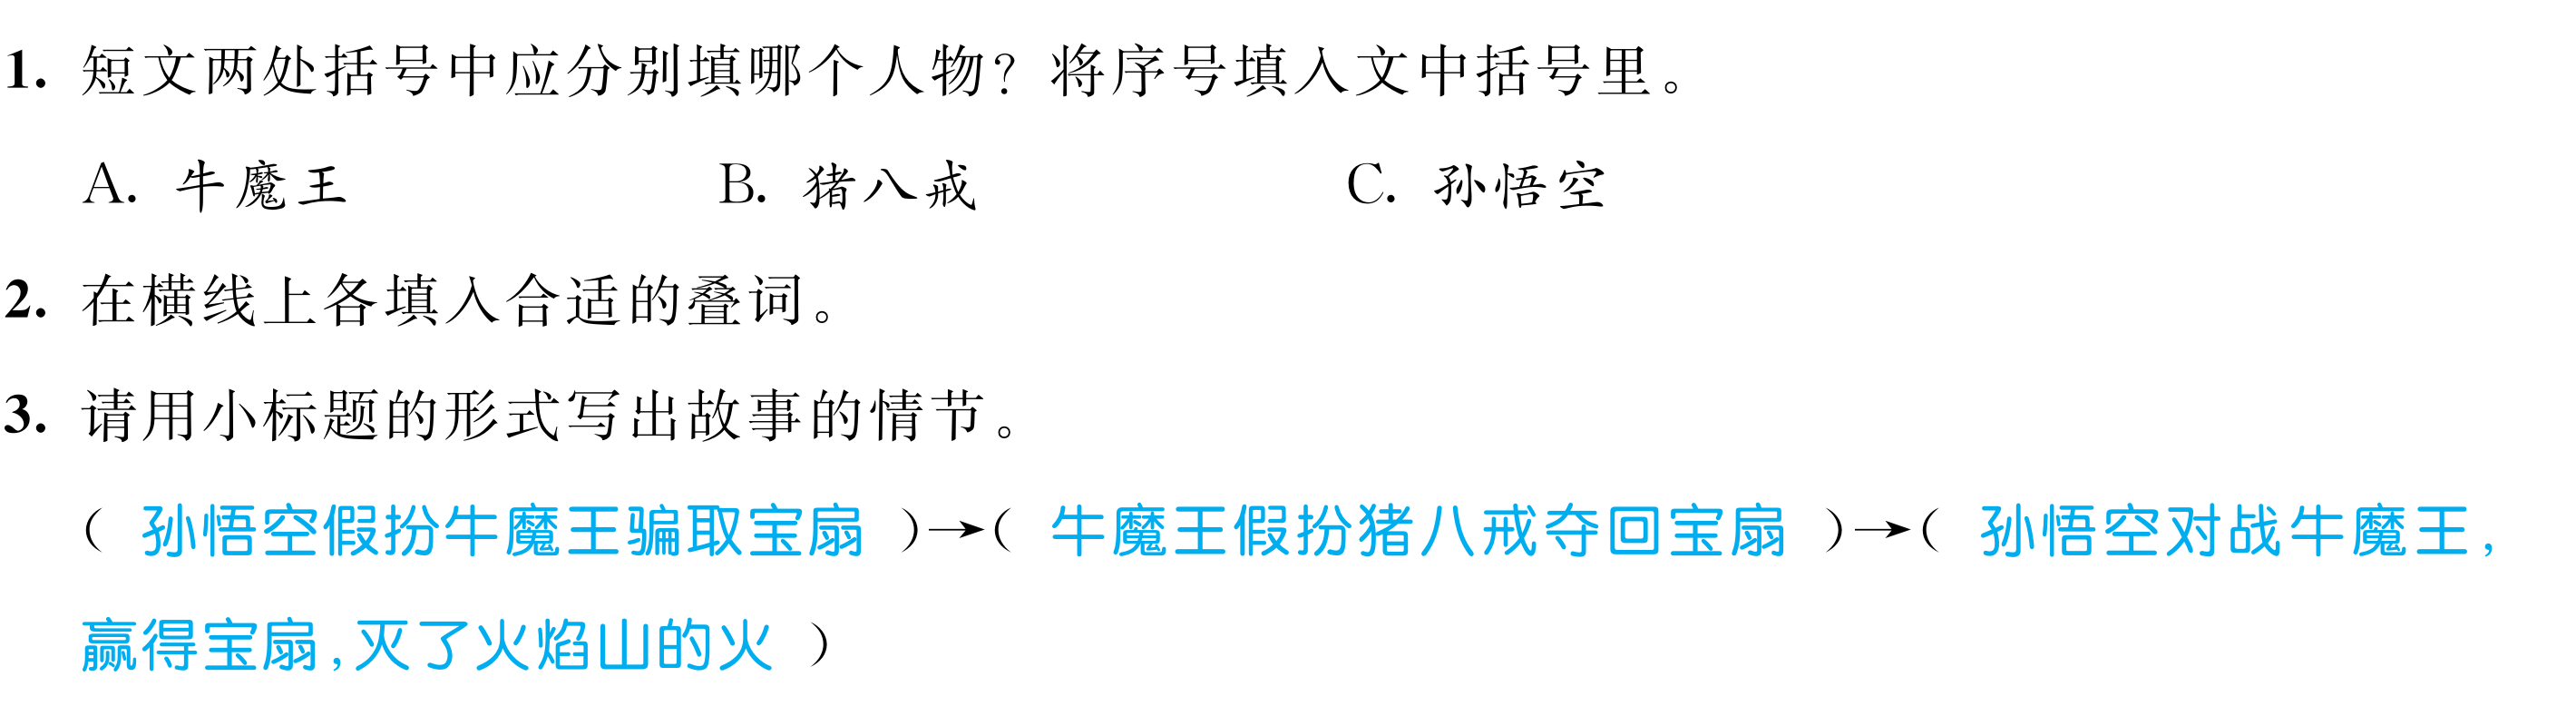 1. 短文两处括号中应分别填哪个人物？将序号填入文中括号里。
A. 牛魔王 B. 猪八戒 C. 孙悟空
2. 在横线上各填入合适的叠词。
3. 请用小标题的形式写出故事的情节。
（ 孙悟空假扮牛魔王骗取宝扇 ）→（ 牛魔王假扮猪八戒夺回宝扇 ）→（ 孙悟空对战牛魔王，
赢得宝扇，灭了火焰山的火 ）